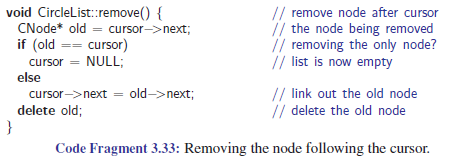 void CircleList::remove() { // remove node after cursor
CNode* old = cursor−>next; // the node being removed
if (old == cursor) // removing the only node?
cursor = NULL; // list is now empty
else
cursor−>next = old−>next; // link out the old node
delete old; // delete the old node
}
Code Fragment 3.33: Removing the node following the cursor.